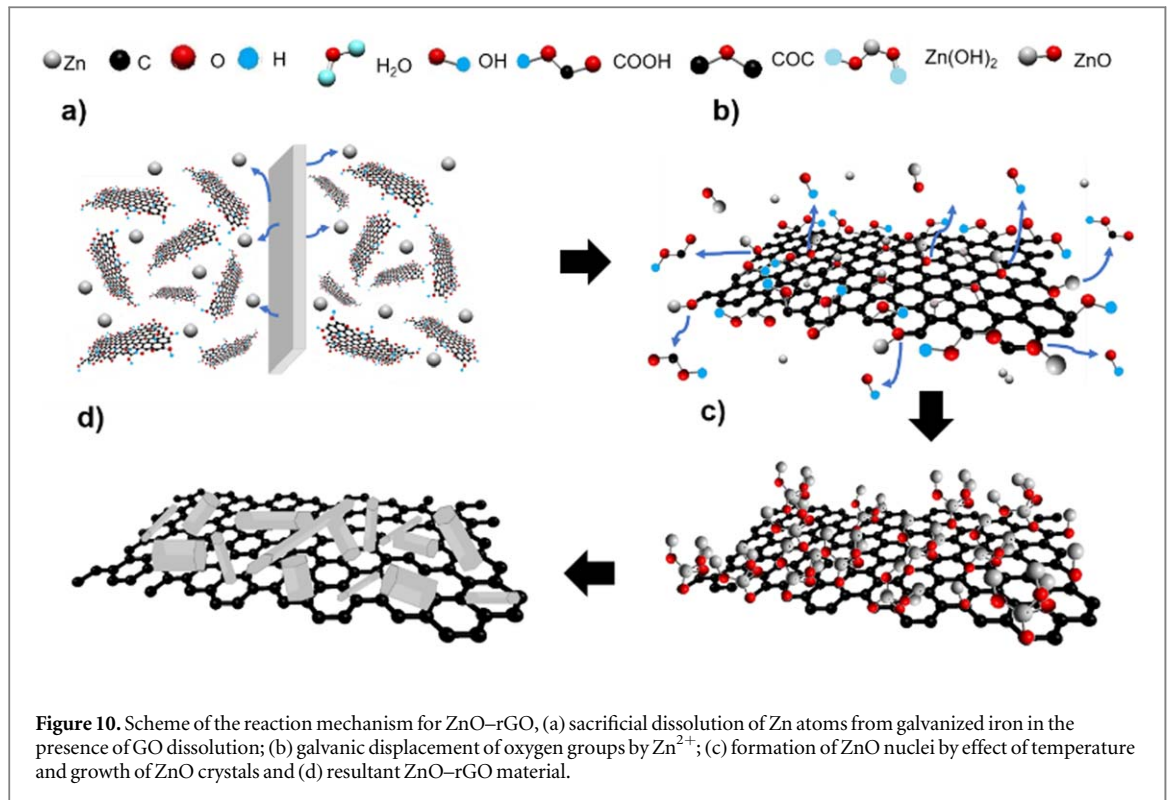 Zn C O H H2O OH COOH COC Zn(OH)2 ZnO
a) b)
d) c)
Figure 10. Scheme of the reaction mechanism for ZnO–rGO, (a) sacrificial dissolution of Zn atoms from galvanized iron in the
presence of GO dissolution; (b) galvanic displacement of oxygen groups by Zn2+; (c) formation of ZnO nuclei by effect of temperature
and growth of ZnO crystals and (d) resultant ZnO–rGO material.